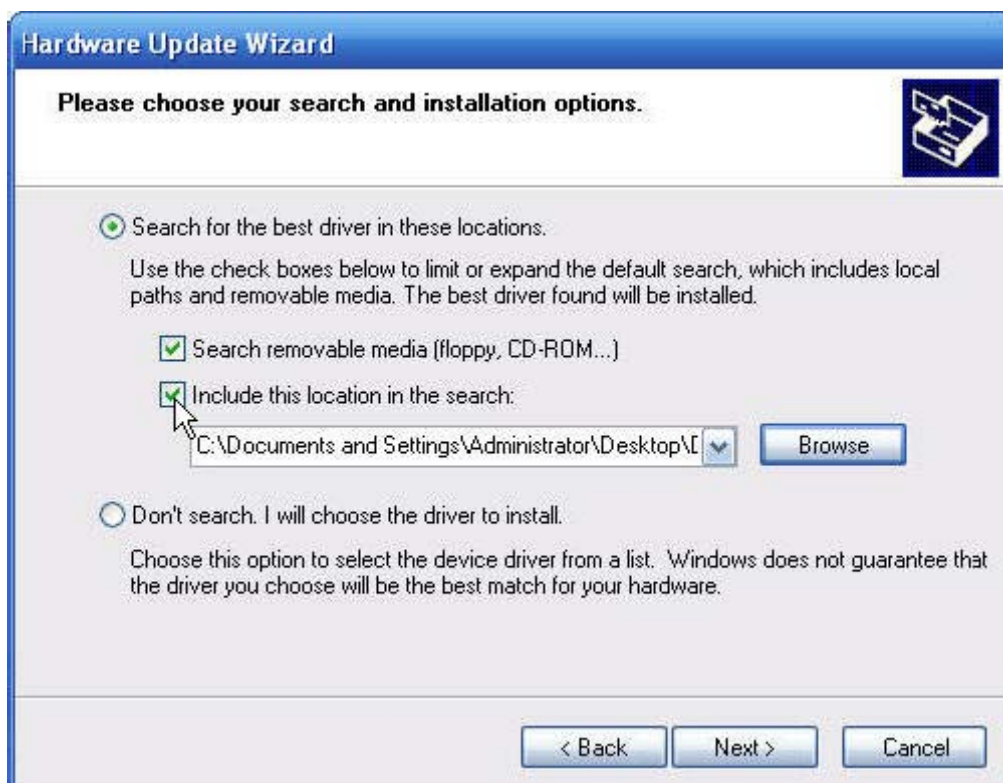 Hardware Update Wizard
Please choose your search and installation options.
Search for the best driver in these locations.
Use the check boxes below to limit or expand the default search, which includes local
paths and removable media. The best driver found will be installed.
Search removable media (floppy, CD-ROM...)
Include this location in the search:
C:\Documents and Settings\Administrator\Desktop\
Browse
Don't search. I will choose the driver to install.
Choose this option to select the device driver from a list. Windows does not guarantee that
the driver you choose will be the best match for your hardware.
< Back Next > Cancel